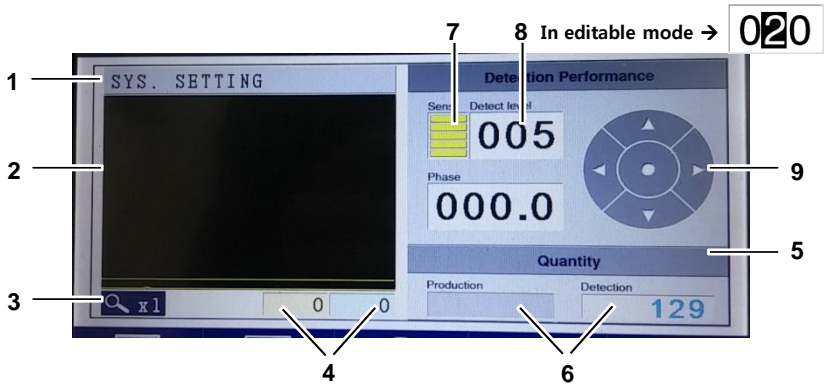 7 8 In editable mode → 020
1 SYS. SETTING Detection Performance
Sens. Detect level
005
2 9
Phase
000.0
5
Quantity
Production Detection
3 x1 0 0 129
4 6